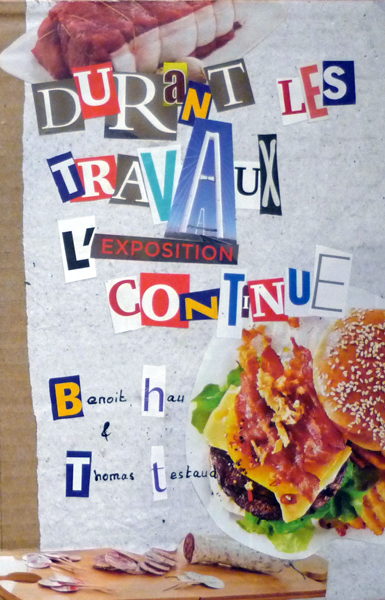 DURANT LES
TRAVAUX
L'EXPOSITION
CONTINUE
Benoit hau
&
Thomas testaud